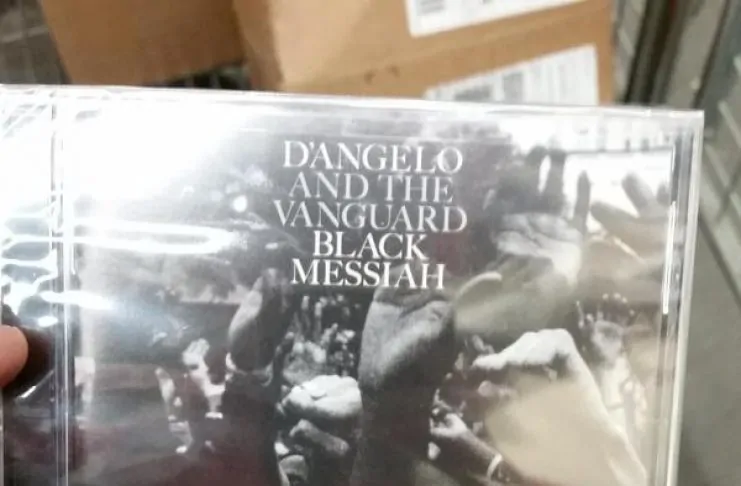 D'ANGELO
AND THE
VANGUARD
BLACK
MESSIAH